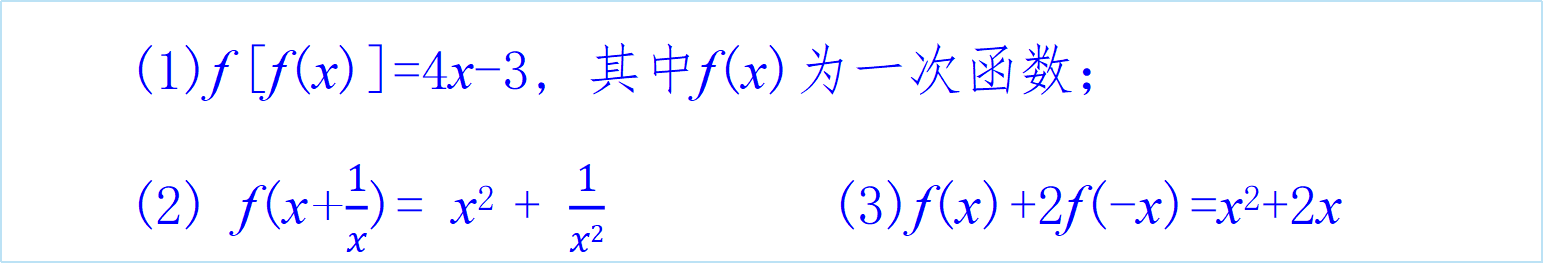 (1)f[f(x)]=4x-3, 其中f(x)为一次函数;
(2) f(x+1/x)= x² + 1/x² (3)f(x)+2f(-x)=x²+2x